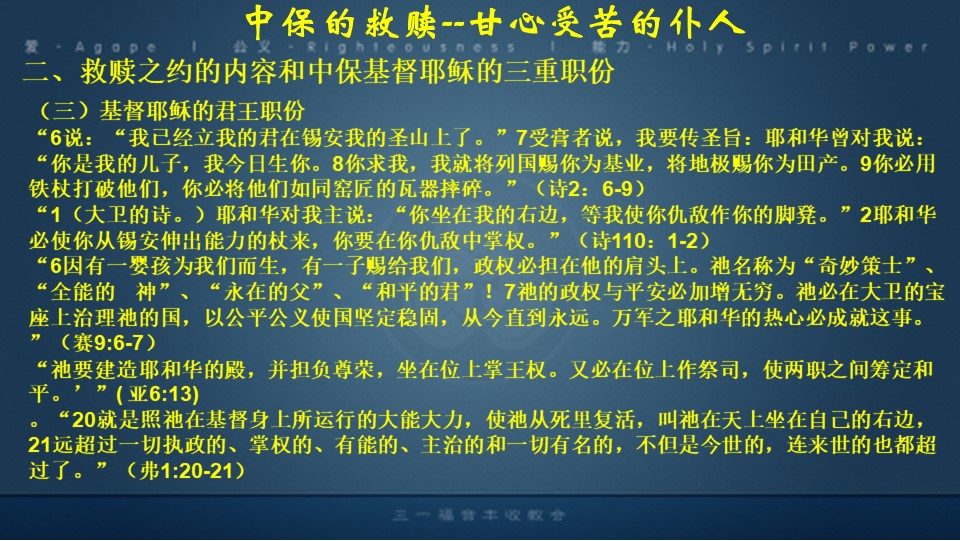 中保的救赎--甘心受苦的仆人
爱 · Agape | 公义 · Righteousness | 能力 · Holy Spirit Power
二、救赎之约的内容和中保基督耶稣的三重职份
（三）基督耶稣的君王职份
“6说：“我已经立我的君在锡安我的圣山上了。”7受膏者说，我要传圣旨：耶和华曾对我说：
“你是我的儿子，我今日生你。8你求我，我就将列国赐你为基业，将地极赐你为田产。9你必用
铁杖打破他们，你必将他们如同窑匠的瓦器摔碎。”（诗2：6-9）
“1（大卫的诗。）耶和华对我主说：“你坐在我的右边，等我使你仇敌作你的脚凳。”2耶和华
必使你从锡安伸出能力的杖来，你要在你仇敌中掌权。”（诗110：1-2）
“6因有一婴孩为我们而生，有一子赐给我们，政权必担在他的肩头上。祂名称为“奇妙策士”、
“全能的　神”、“永在的父”、“和平的君”！7祂的政权与平安必加增无穷。祂必在大卫的宝
座上治理祂的国，以公平公义使国坚定稳固，从今直到永远。万军之耶和华的热心必成就这事。
”（赛9:6-7）
“祂要建造耶和华的殿，并担负尊荣，坐在位上掌王权。又必在位上作祭司，使两职之间筹定和
平。’”( 亚6:13)
。“20就是照祂在基督身上所运行的大能大力，使祂从死里复活，叫祂在天上坐在自己的右边，
21远超过一切执政的、掌权的、有能的、主治的和一切有名的，不但是今世的，连来世的也都超
过了。”（弗1:20-21）
三一福音丰收教会